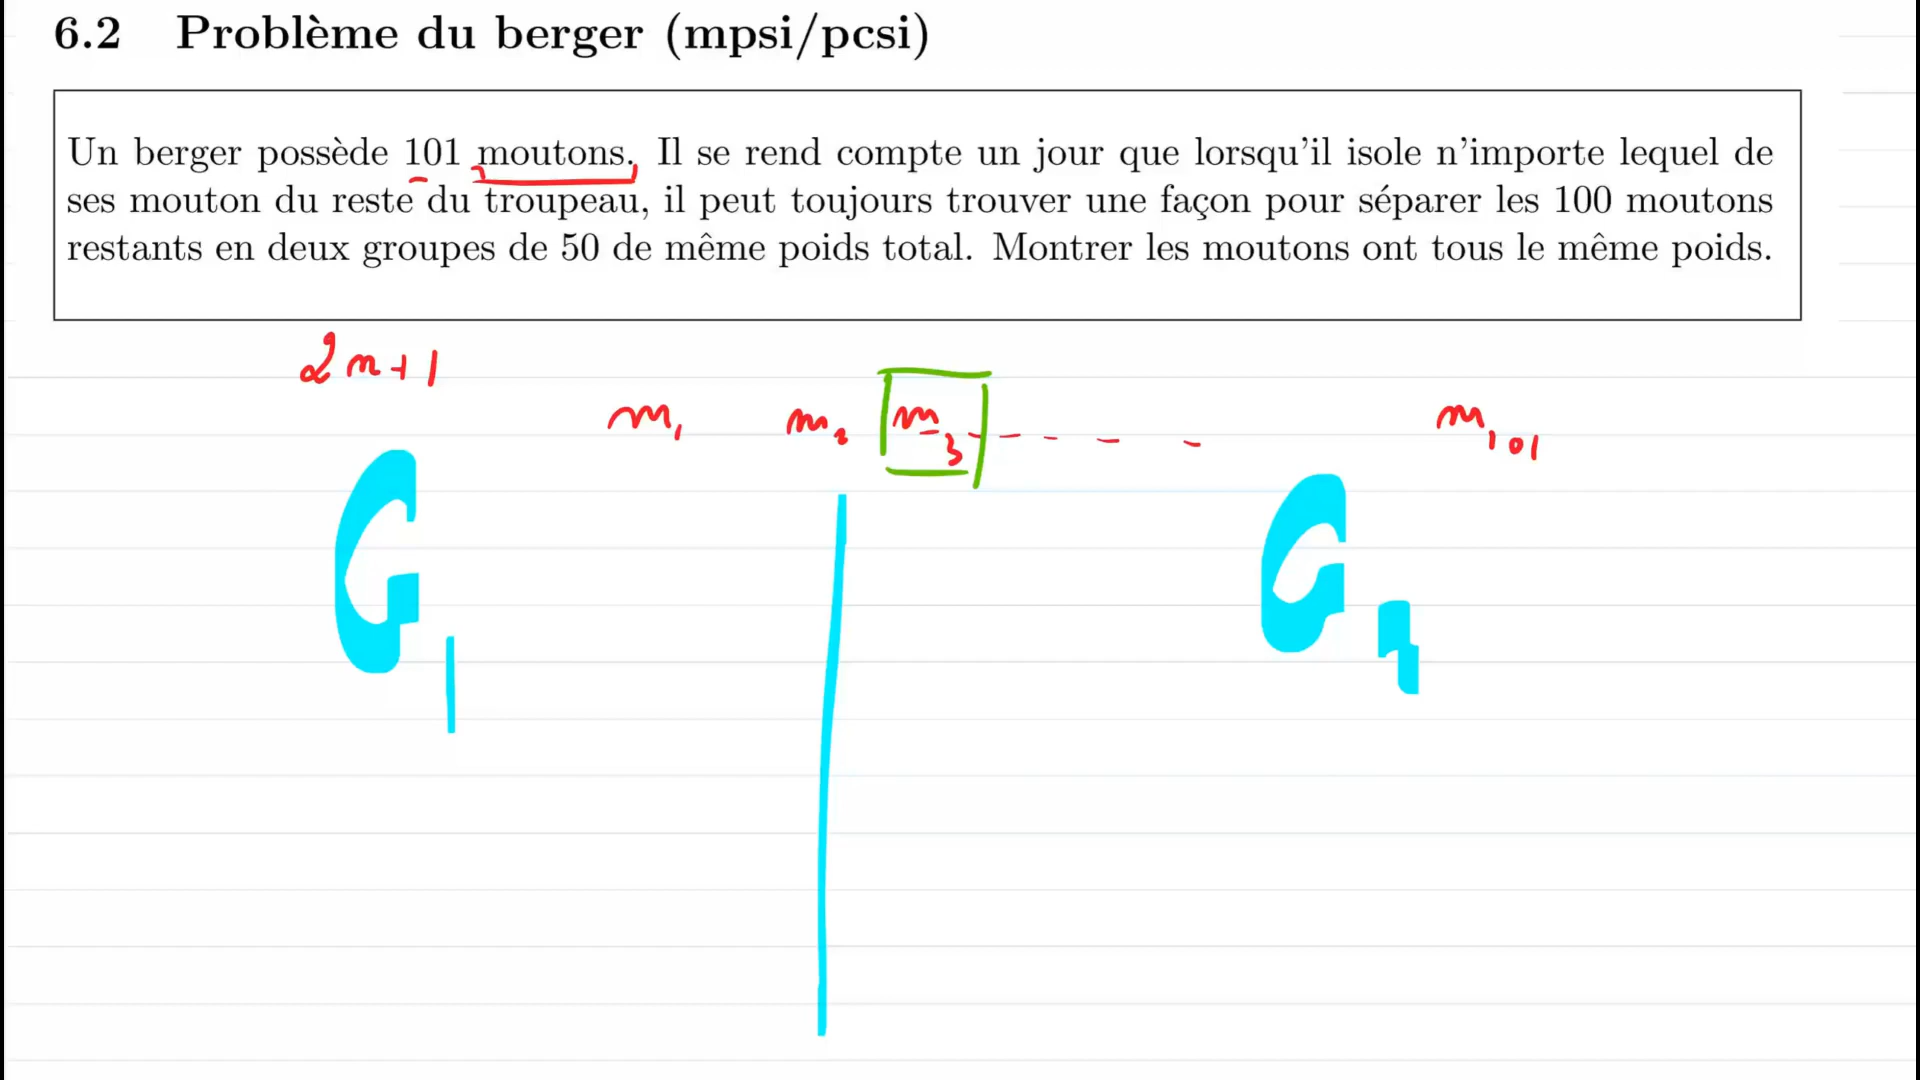 6.2 Problème du berger (mpsi/pcsi)
Un berger possède 101 moutons. Il se rend compte un jour que lorsqu'il isole n'importe lequel de
ses mouton du reste du troupeau, il peut toujours trouver une façon pour séparer les 100 moutons
restants en deux groupes de 50 de même poids total. Montrer les moutons ont tous le même poids.
2n+1
m₁ m₂ m₃ - - - - - m₁₀₁
G₁ G₂